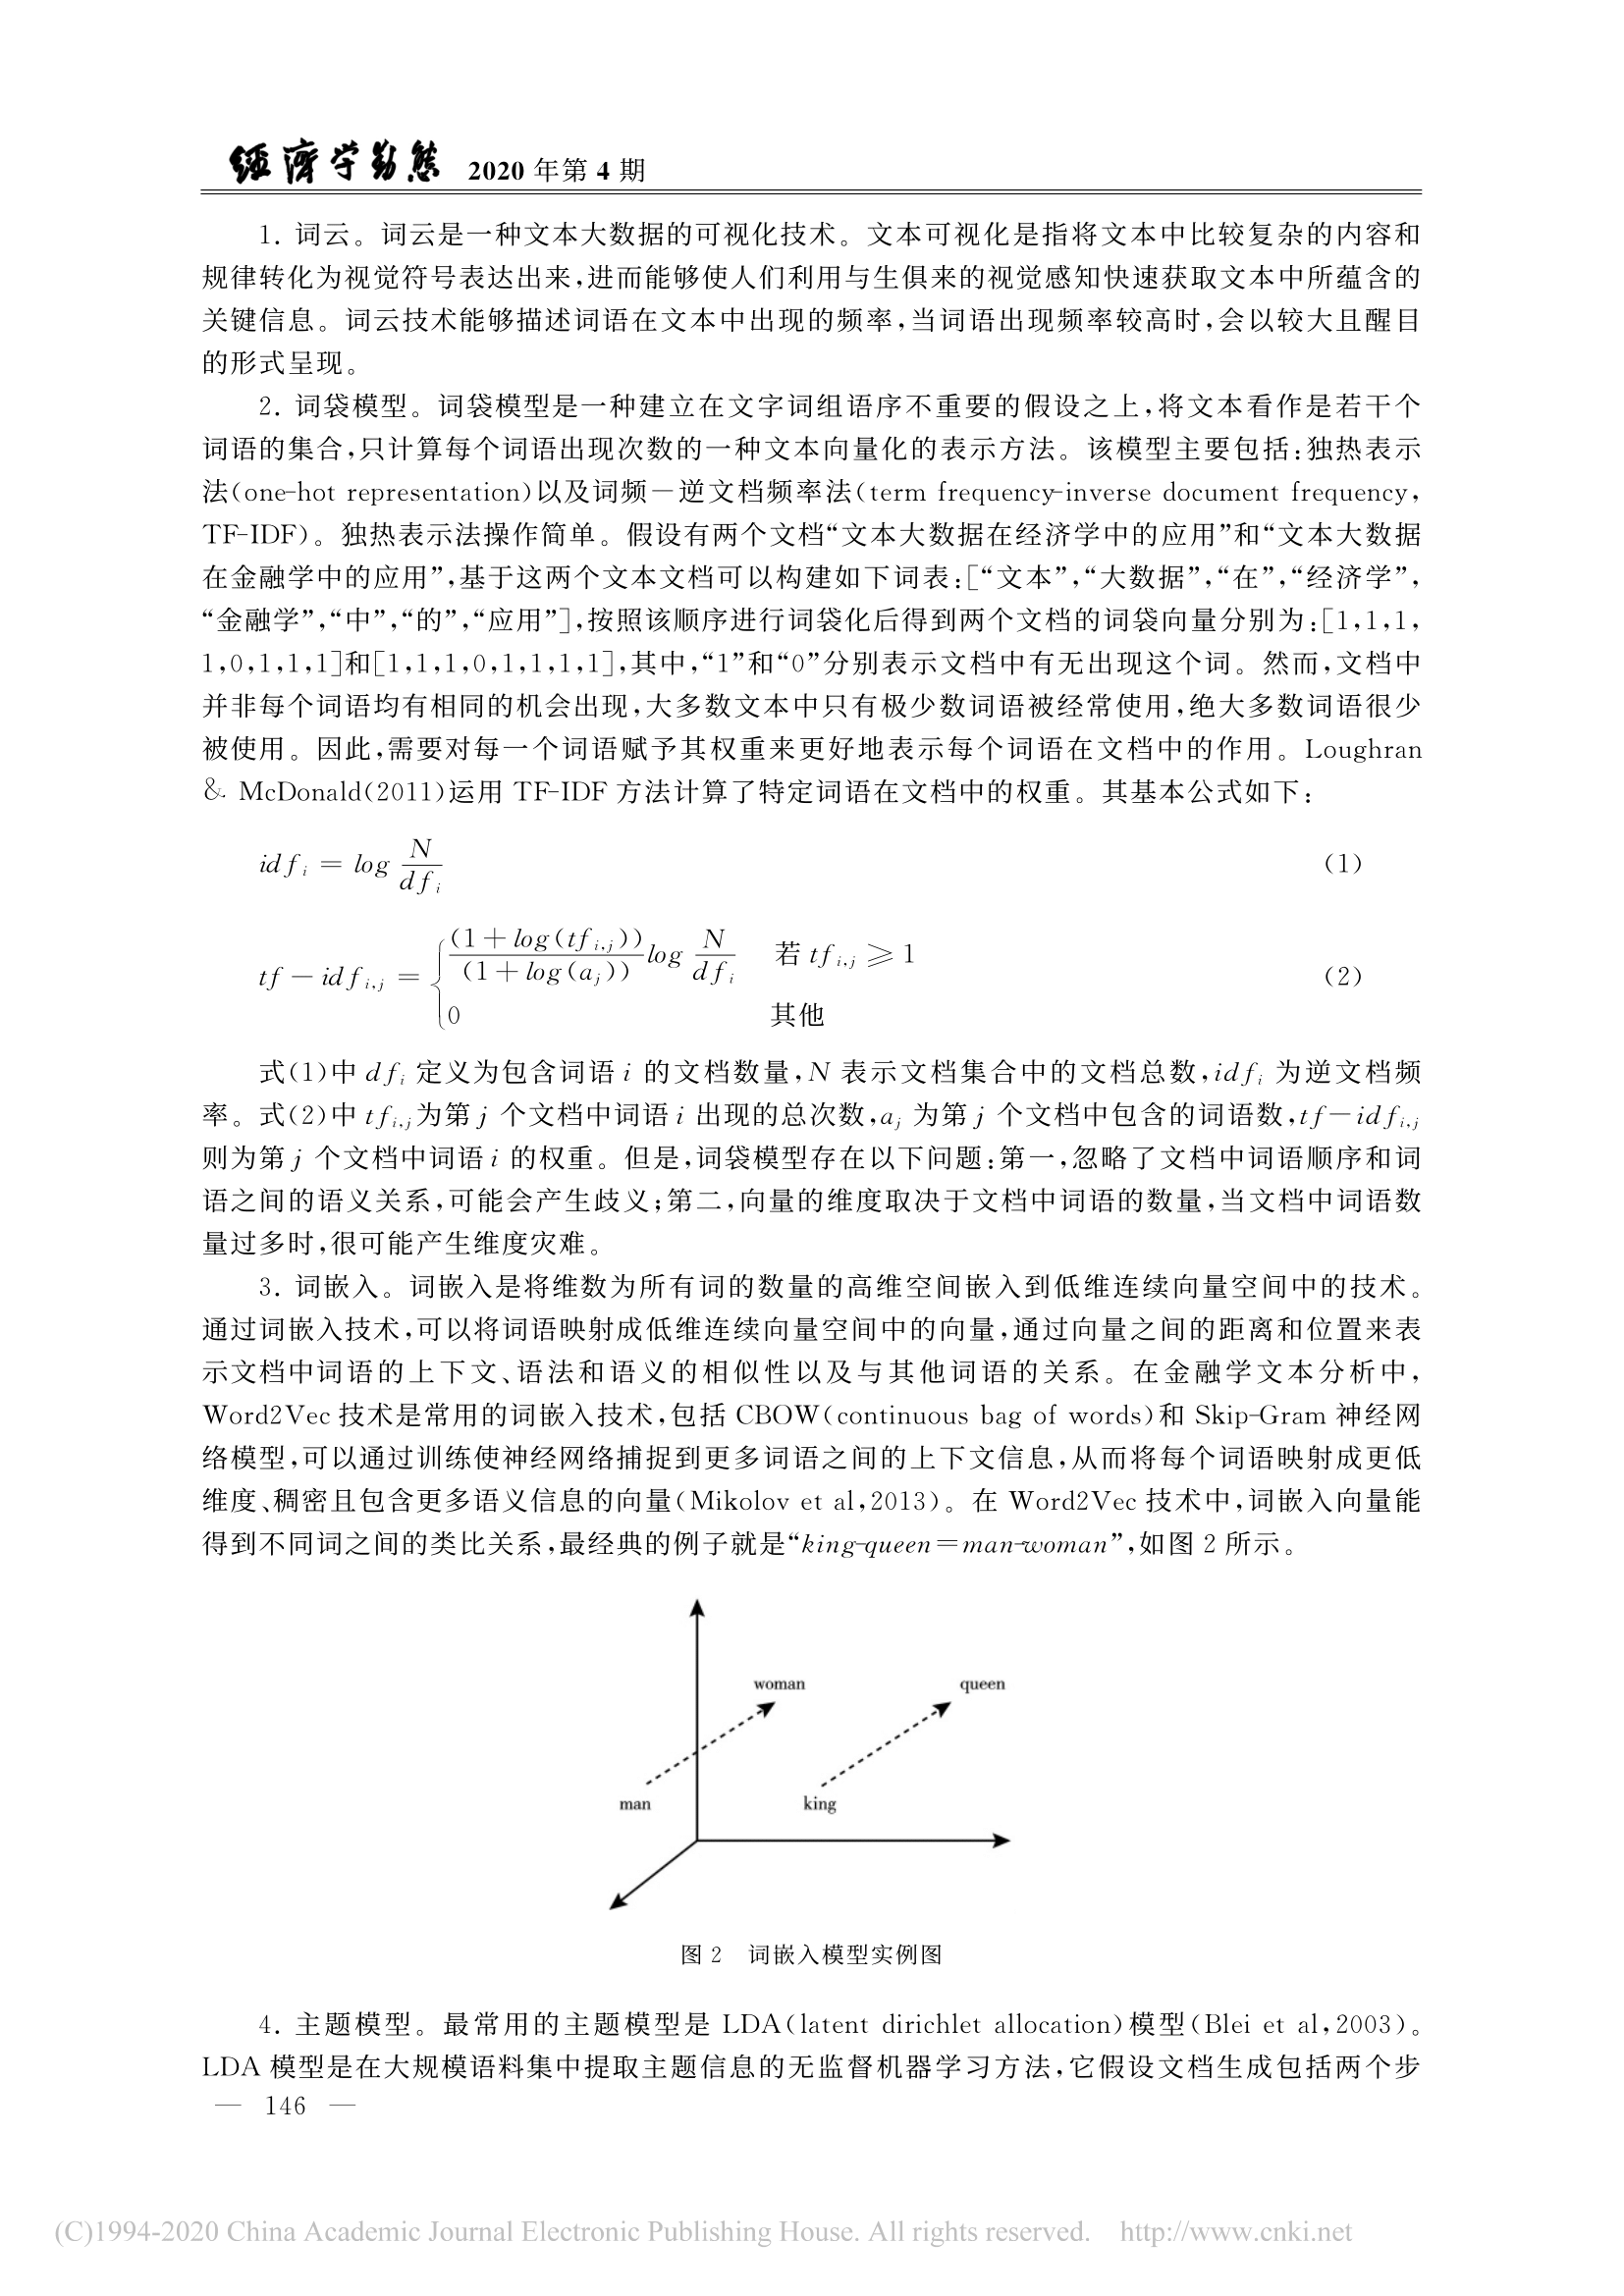 经济学动态 2020 年第 4 期
1. 词云。词云是一种文本大数据的可视化技术。文本可视化是指将文本中比较复杂的内容和
规律转化为视觉符号表达出来,进而能够使人们利用与生俱来的视觉感知快速获取文本中所蕴含的
关键信息。词云技术能够描述词语在文本中出现的频率,当词语出现频率较高时,会以较大且醒目
的形式呈现。
2. 词袋模型。词袋模型是一种建立在文字词组语序不重要的假设之上,将文本看作是若干个
词语的集合,只计算每个词语出现次数的一种文本向量化的表示方法。该模型主要包括:独热表示
法(one-hot representation)以及词频—逆文档频率法(term frequency-inverse document frequency,
TF-IDF)。独热表示法操作简单。假设有两个文档“文本大数据在经济学中的应用”和“文本大数据
在金融学中的应用”,基于这两个文本文档可以构建如下词表:[“文本”,“大数据”,“在”,“经济学”,
“金融学”,“中”,“的”,“应用”],按照该顺序进行词袋化后得到两个文档的词袋向量分别为:[1,1,1,
1,0,1,1,1]和[1,1,1,0,1,1,1,1],其中,“1”和“0”分别表示文档中有无出现这个词。然而,文档中
并非每个词语均有相同的机会出现,大多数文本中只有极少数词语被经常使用,绝大多数词语很少
被使用。因此,需要对每一个词语赋予其权重来更好地表示每个词语在文档中的作用。Loughran
& McDonald(2011)运用 TF-IDF 方法计算了特定词语在文档中的权重。其基本公式如下:
idf_i = log N/df_i (1)
tf－idf_{i,j} = { (1＋log(tf_{i,j}))/(1＋log(a_j)) log N/df_i 若 tf_{i,j} ⩾ 1 (2)
0 其他
式(1)中 df_i 定义为包含词语 i 的文档数量,N 表示文档集合中的文档总数,idf_i 为逆文档频
率。式(2)中 tf_{i,j}为第 j 个文档中词语 i 出现的总次数,a_j 为第 j 个文档中包含的词语数,tf－idf_{i,j}
则为第 j 个文档中词语 i 的权重。但是,词袋模型存在以下问题:第一,忽略了文档中词语顺序和词
语之间的语义关系,可能会产生歧义;第二,向量的维度取决于文档中词语的数量,当文档中词语数
量过多时,很可能产生维度灾难。
3. 词嵌入。词嵌入是将维数为所有词的数量的高维空间嵌入到低维连续向量空间中的技术。
通过词嵌入技术,可以将词语映射成低维连续向量空间中的向量,通过向量之间的距离和位置来表
示文档中词语的上下文、语法和语义的相似性以及与其他词语的关系。在金融学文本分析中,
Word2Vec 技术是常用的词嵌入技术,包括 CBOW(continuous bag of words)和 Skip-Gram 神经网
络模型,可以通过训练使神经网络捕捉到更多词语之间的上下文信息,从而将每个词语映射成更低
维度、稠密且包含更多语义信息的向量(Mikolov et al,2013)。在 Word2Vec 技术中,词嵌入向量能
得到不同词之间的类比关系,最经典的例子就是“king-queen＝man-woman”,如图 2 所示。
woman queen
man king
图 2 词嵌入模型实例图
4. 主题模型。最常用的主题模型是 LDA(latent dirichlet allocation)模型(Blei et al,2003)。
LDA 模型是在大规模语料集中提取主题信息的无监督机器学习方法,它假设文档生成包括两个步
— 146 —
(C)1994-2020 China Academic Journal Electronic Publishing House. All rights reserved. http://www.cnki.net